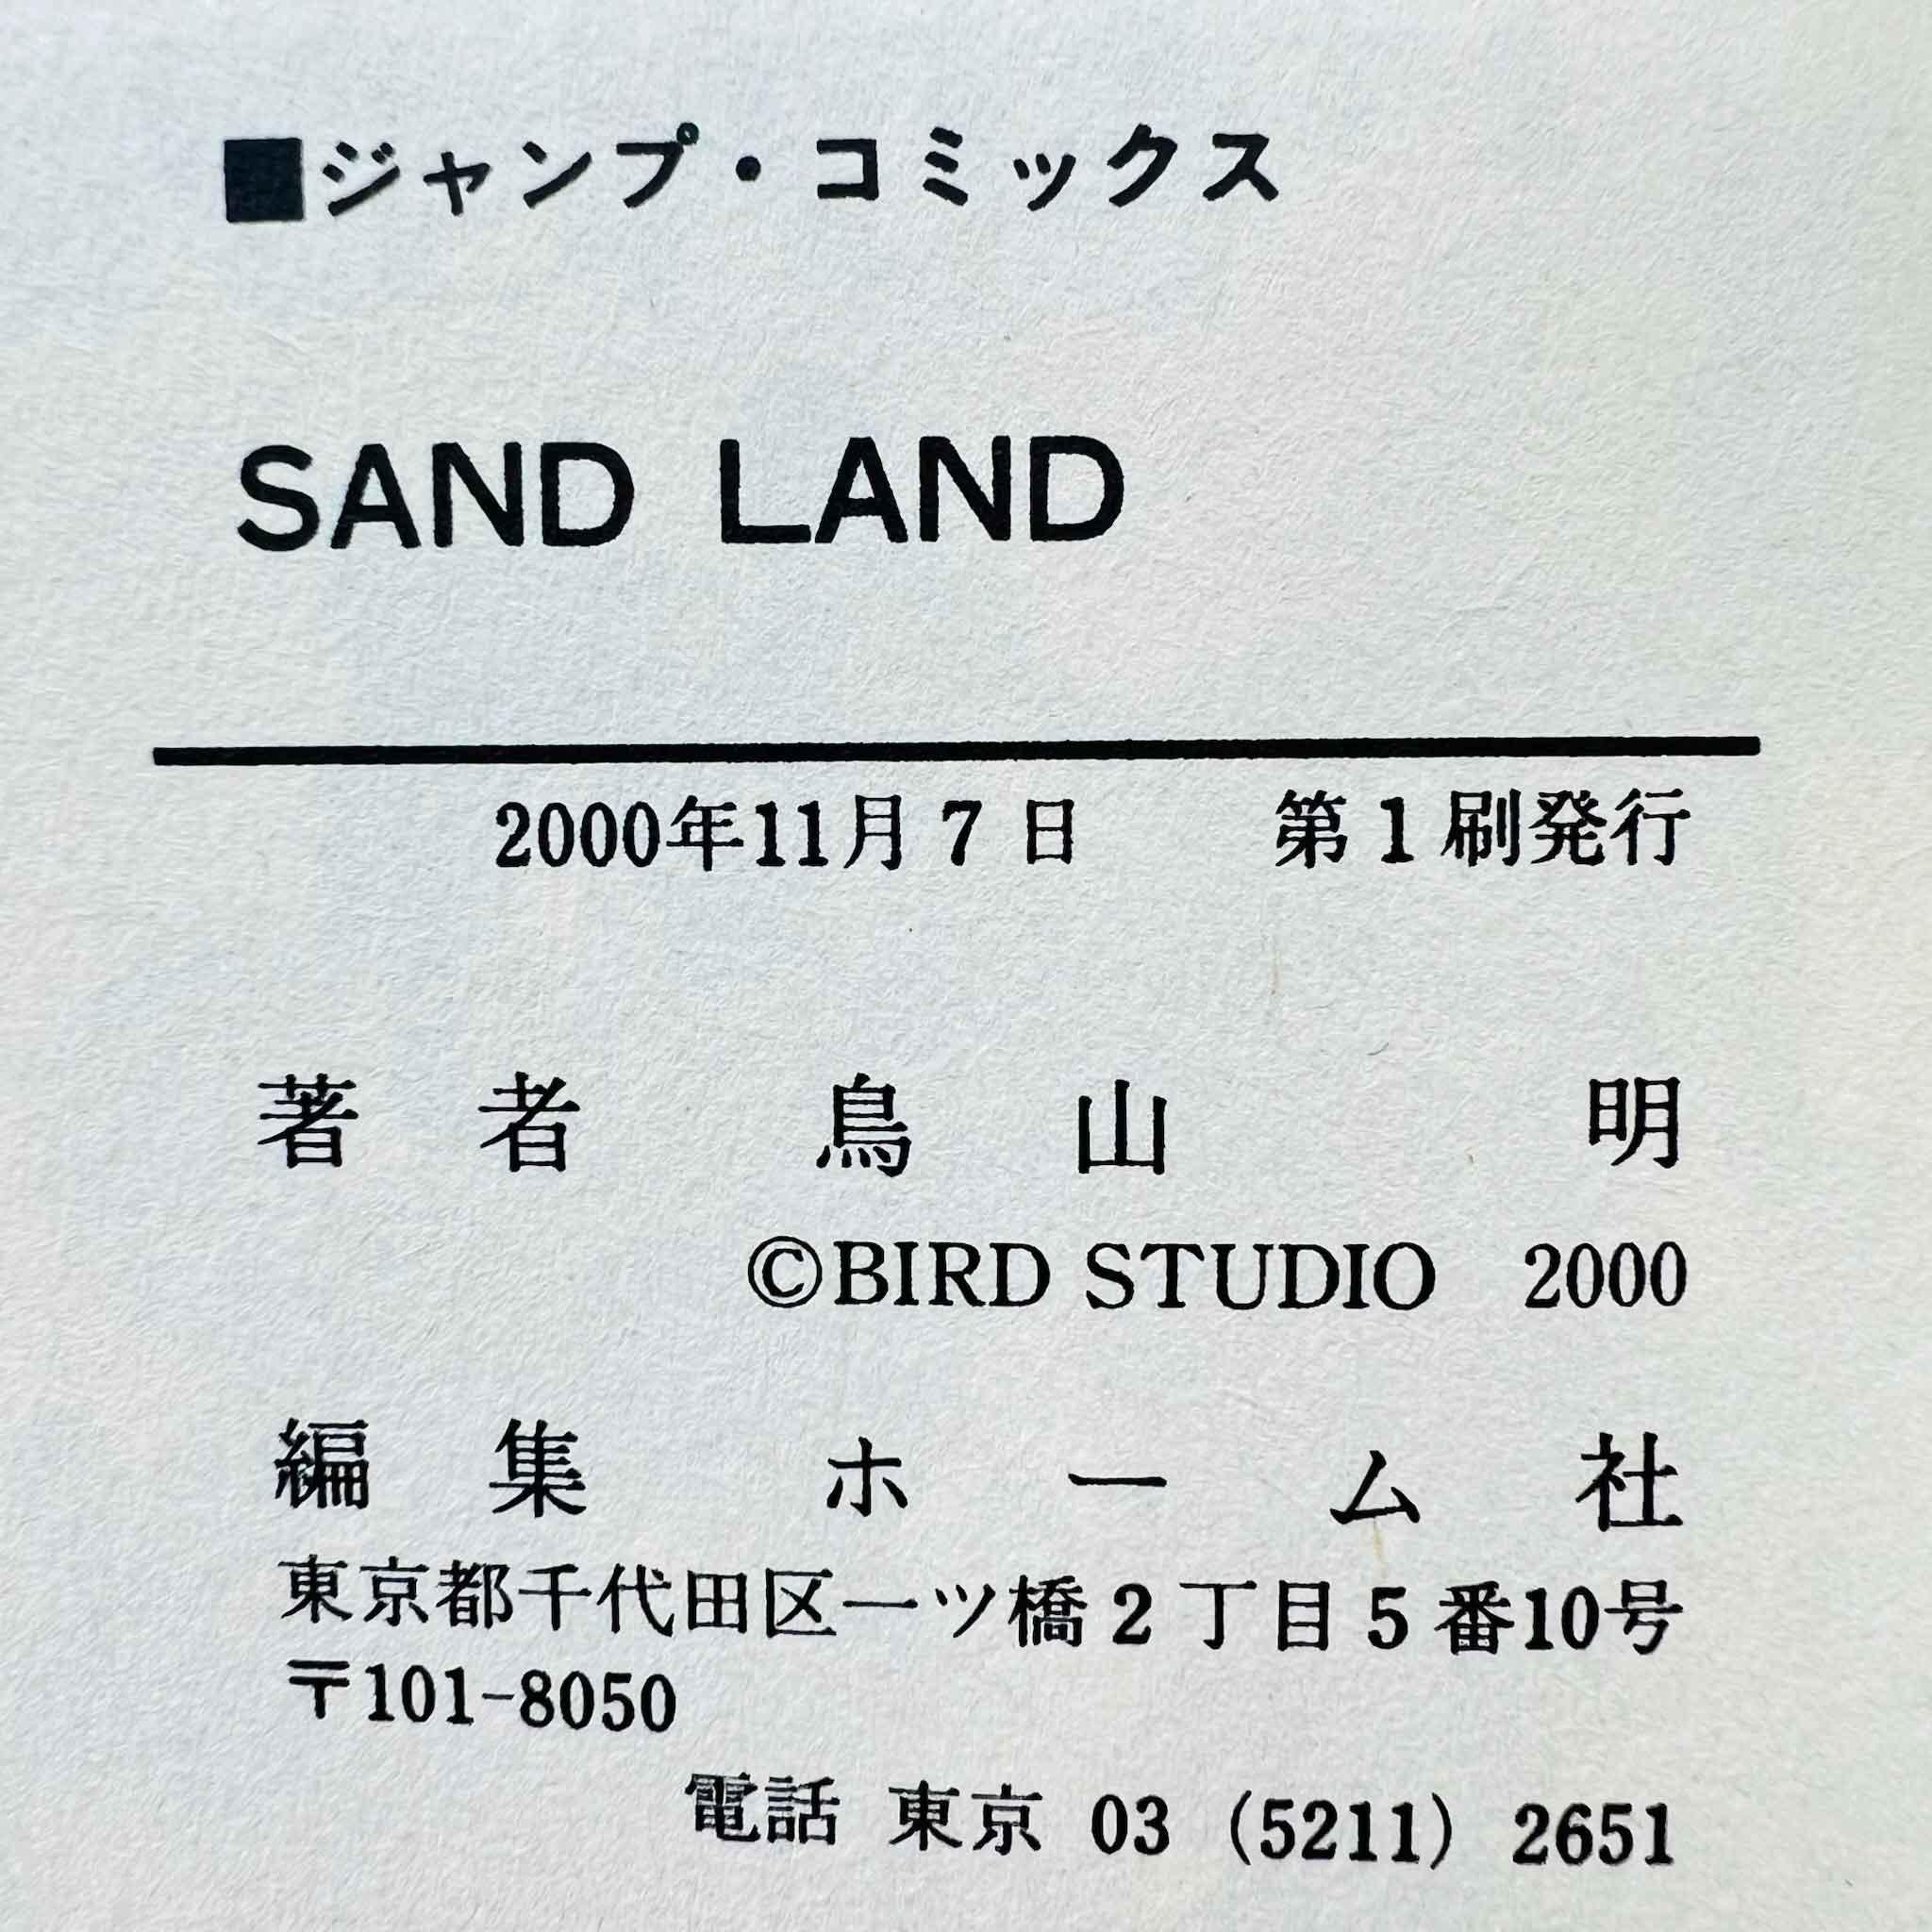 ■ジャンプ・コミックス
SAND LAND
2000年11月7日 第1刷発行
著者 鳥山明
©BIRD STUDIO 2000
編集 ホーム社
東京都千代田区一ツ橋2丁目5番10号
〒101-8050
電話 東京 03 (5211) 2651